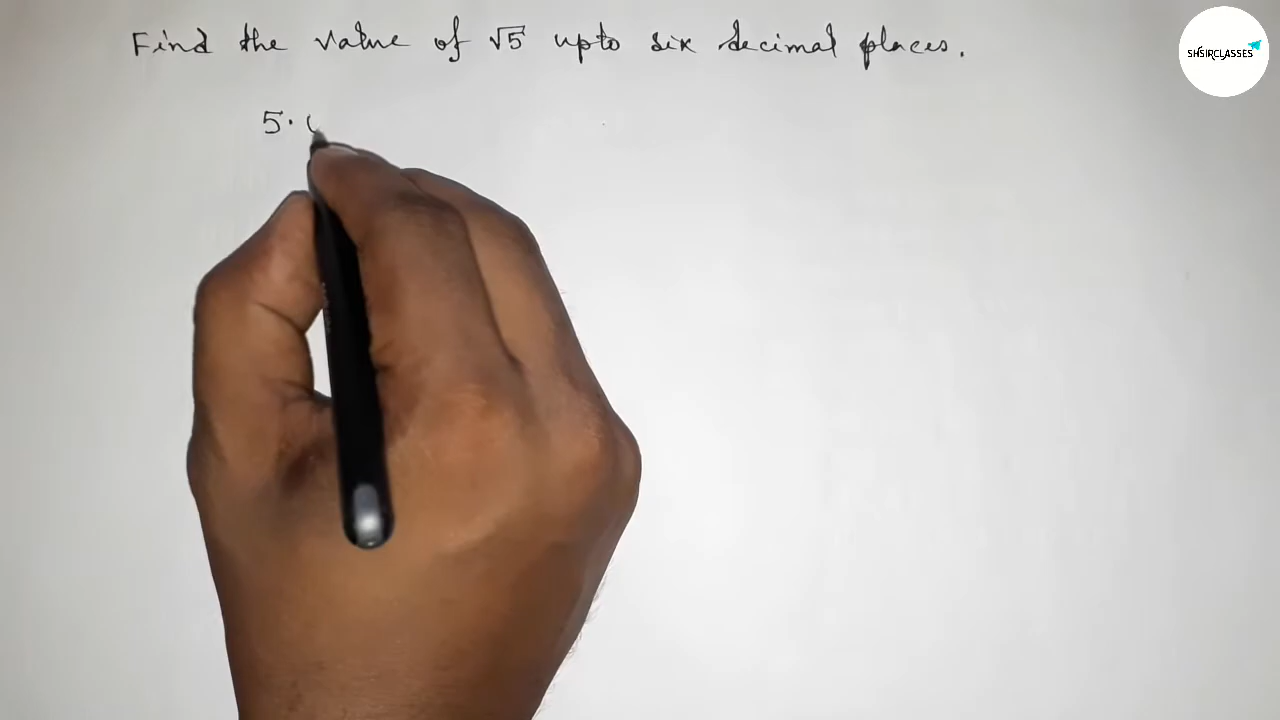 Find the value of √5 upto six decimal places.
SHSIRCLASSES
5.